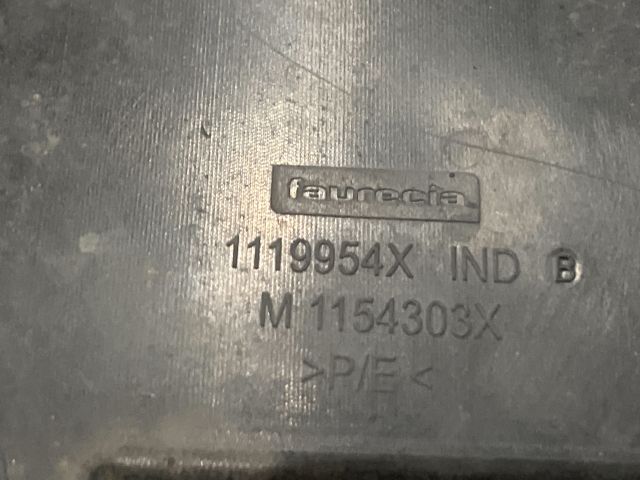 faurecia
1119954X IND B
M 1154303X
>P/E<